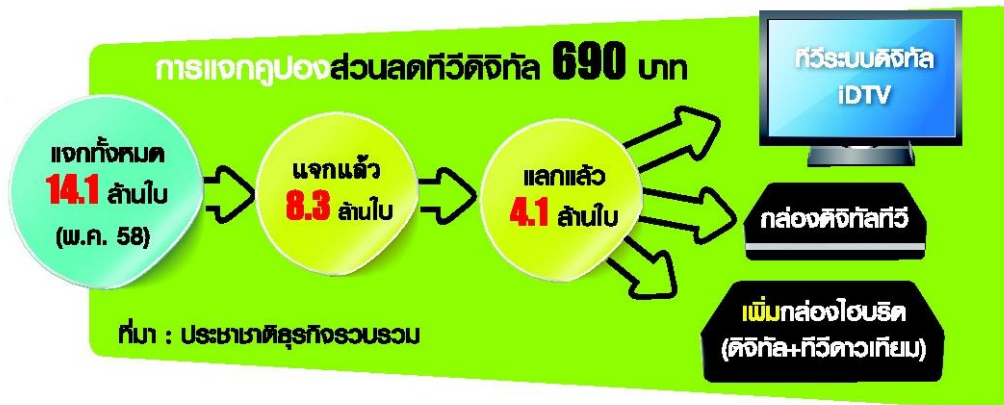 การแจกคูปองส่วนลดทีวีดิจิทัล 690 บาท
แจกทั้งหมด
14.1 ล้านใบ
(พ.ค. 58)
แจกแล้ว
8.3 ล้านใบ
แลกแล้ว
4.1 ล้านใบ
ทีวีระบบดิจิทัล
iDTV
กล่องดิจิทัลทีวี
เพิ่มกล่องไฮบริด
(ดิจิทัล+ทีวีดาวเทียม)
ที่มา : ประชาชาติธุรกิจรวบรวม